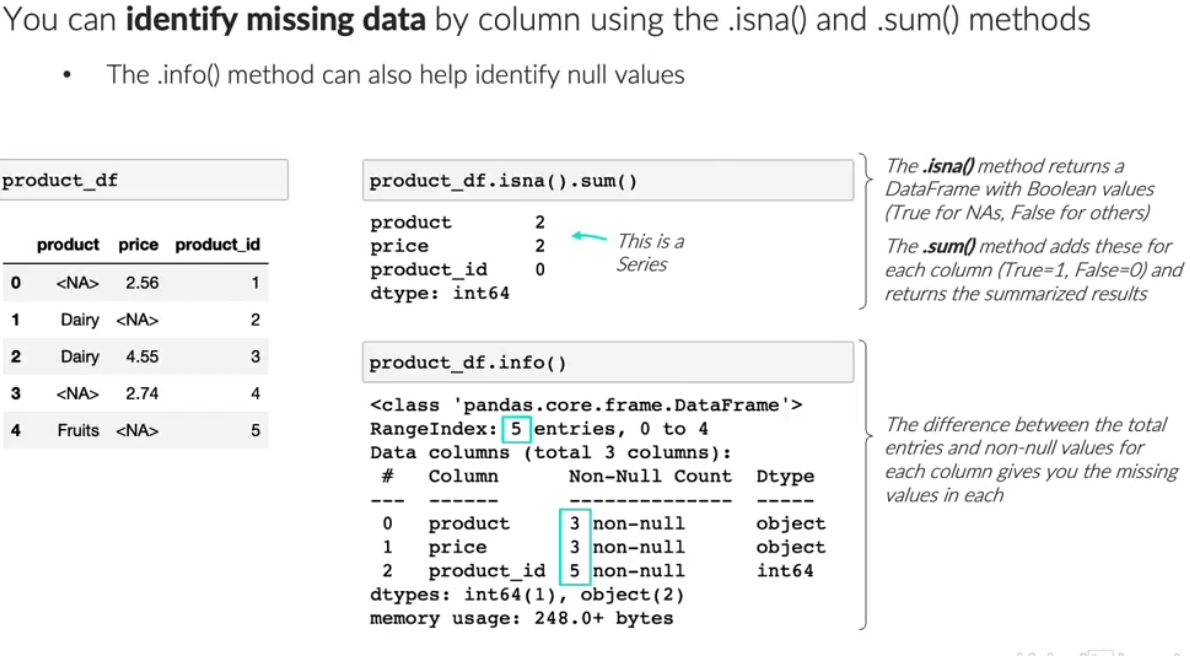 You can identify missing data by column using the .isna() and .sum() methods
• The .info() method can also help identify null values
product_df
product price product_id
0 <NA> 2.56 1
1 Dairy <NA> 2
2 Dairy 4.55 3
3 <NA> 2.74 4
4 Fruits <NA> 5
product_df.isna().sum()
product 2
price 2
product_id 0
dtype: int64
This is a
Series
The .isna() method returns a
DataFrame with Boolean values
(True for NAs, False for others)
The .sum() method adds these for
each column (True=1, False=0) and
returns the summarized results
product_df.info()
<class 'pandas.core.frame.DataFrame'>
RangeIndex: 5 entries, 0 to 4
Data columns (total 3 columns):
# Column Non-Null Count Dtype
--- ------ -------------- -----
0 product 3 non-null object
1 price 3 non-null object
2 product_id 5 non-null int64
dtypes: int64(1), object(2)
memory usage: 248.0+ bytes
The difference between the total
entries and non-null values for
each column gives you the missing
values in each